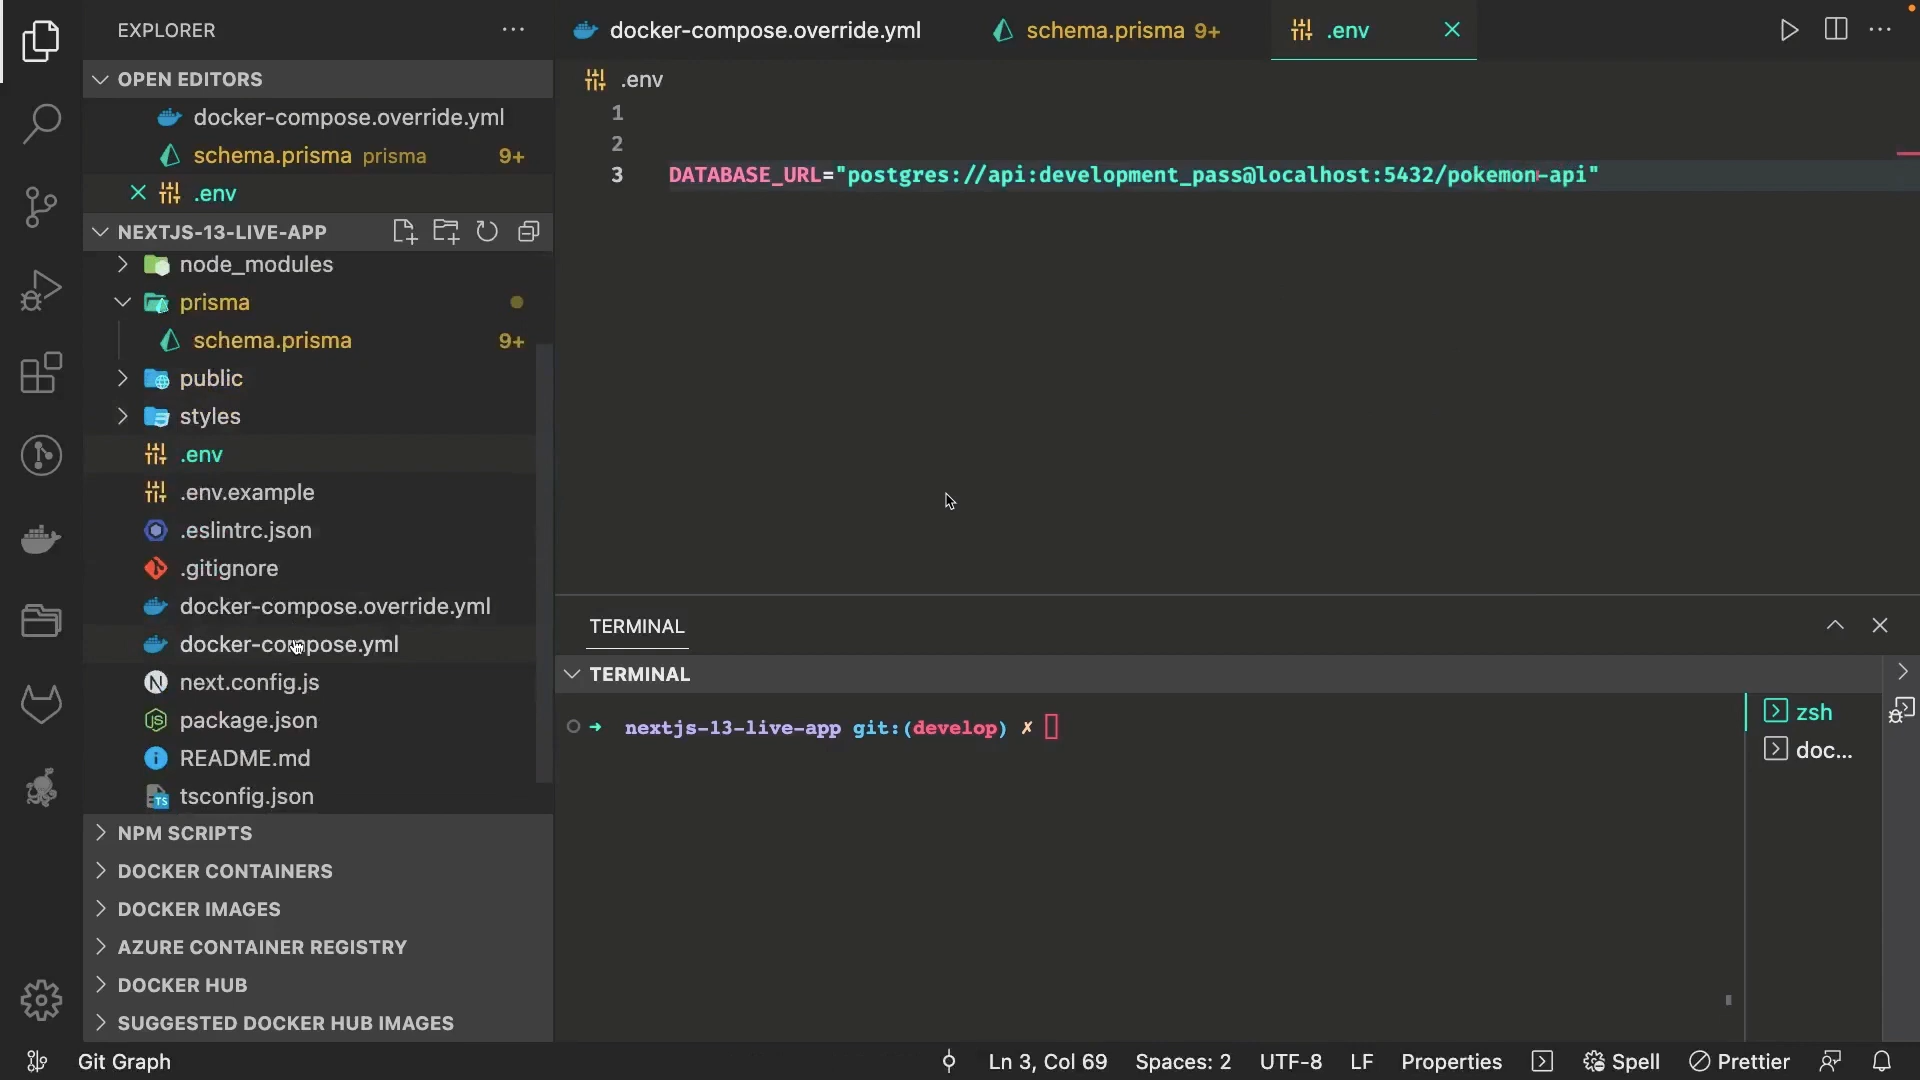 EXPLORER
OPEN EDITORS
docker-compose.override.yml
schema.prisma prisma 9+
.env
NEXTJS-13-LIVE-APP
node_modules
prisma
schema.prisma 9+
public
styles
.env
.env.example
.eslintrc.json
.gitignore
docker-compose.override.yml
docker-compose.yml
next.config.js
package.json
README.md
tsconfig.json
NPM SCRIPTS
DOCKER CONTAINERS
DOCKER IMAGES
AZURE CONTAINER REGISTRY
DOCKER HUB
SUGGESTED DOCKER HUB IMAGES
docker-compose.override.yml schema.prisma 9+ .env
.env
1
2
3 DATABASE_URL="postgres://api:development_pass@localhost:5432/pokemon-api"
TERMINAL
TERMINAL
→ nextjs-13-live-app git:(develop) ✗
zsh
doc...
Git Graph Ln 3, Col 69 Spaces: 2 UTF-8 LF Properties Spell Prettier